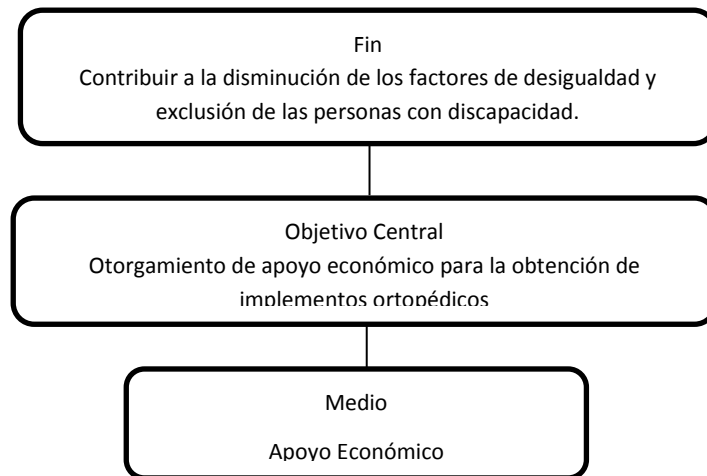 Fin
Contribuir a la disminución de los factores de desigualdad y
exclusión de las personas con discapacidad.
Objetivo Central
Otorgamiento de apoyo económico para la obtención de
implementos ortopédicos
Medio
Apoyo Económico